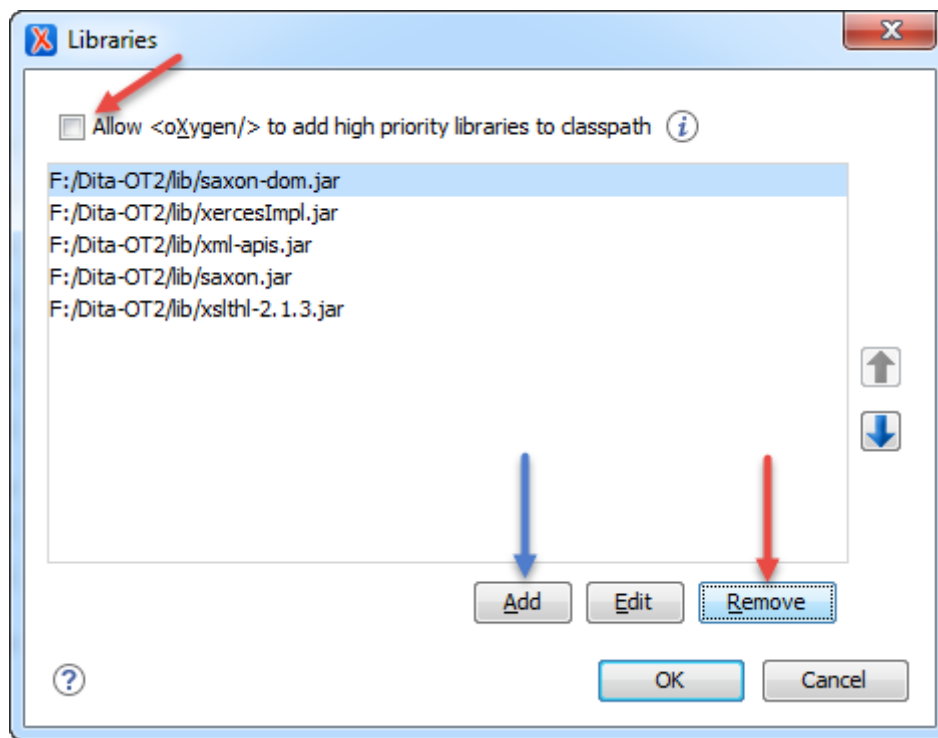 Libraries
Allow <oXygen/> to add high priority libraries to classpath
F:/Dita-OT2/lib/saxon-dom.jar
F:/Dita-OT2/lib/xercesImpl.jar
F:/Dita-OT2/lib/xml-apis.jar
F:/Dita-OT2/lib/saxon.jar
F:/Dita-OT2/lib/xslthl-2.1.3.jar
Add Edit Remove
OK Cancel